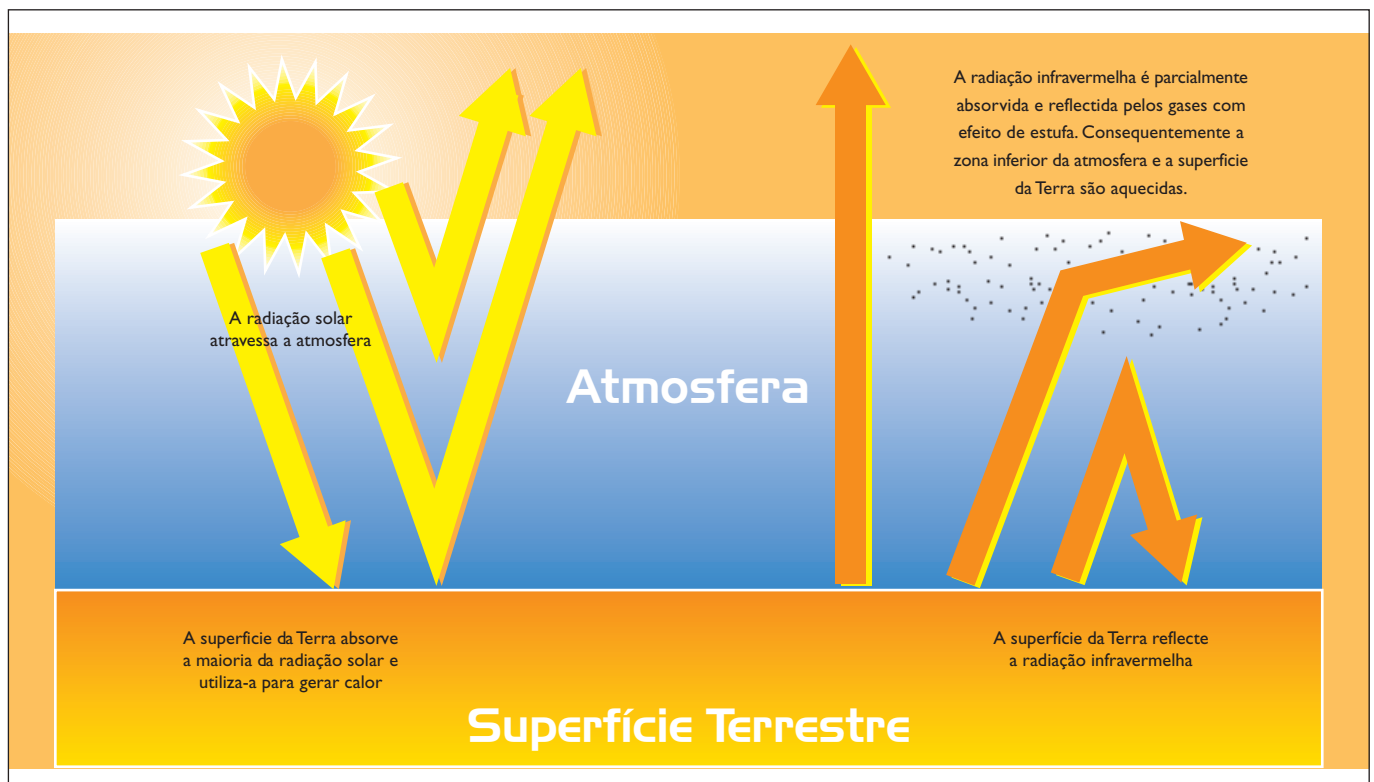 A radiação infravermelha é parcialmente
absorvida e reflectida pelos gases com
efeito de estufa. Consequentemente a
zona inferior da atmosfera e a superficie
da Terra são aquecidas.
A radiação solar
atravessa a atmosfera
Atmosfera
A superficie da Terra absorve
a maioria da radiação solar e
utiliza-a para gerar calor
A superfície da Terra reflecte
a radiação infravermelha
Superfície Terrestre